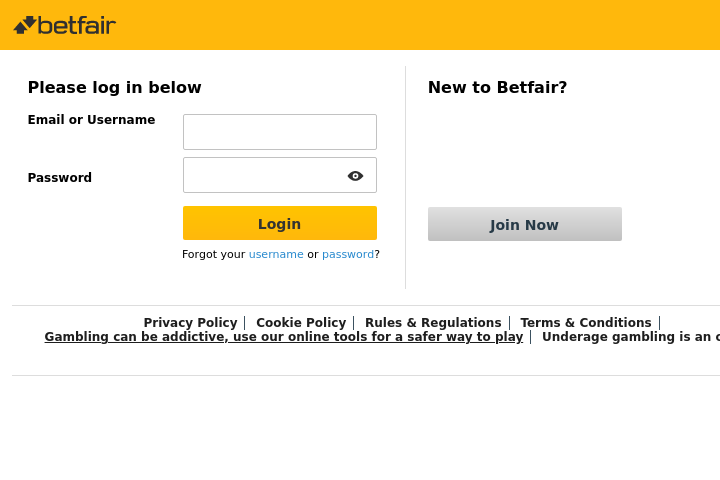 betfair
Please log in below
New to Betfair?
Email or Username
Password
Login
Join Now
Forgot your username or password?
Privacy Policy
Cookie Policy
Rules & Regulations
Terms & Conditions
Gambling can be addictive, use our online tools for a safer way to play
Underage gambling is an